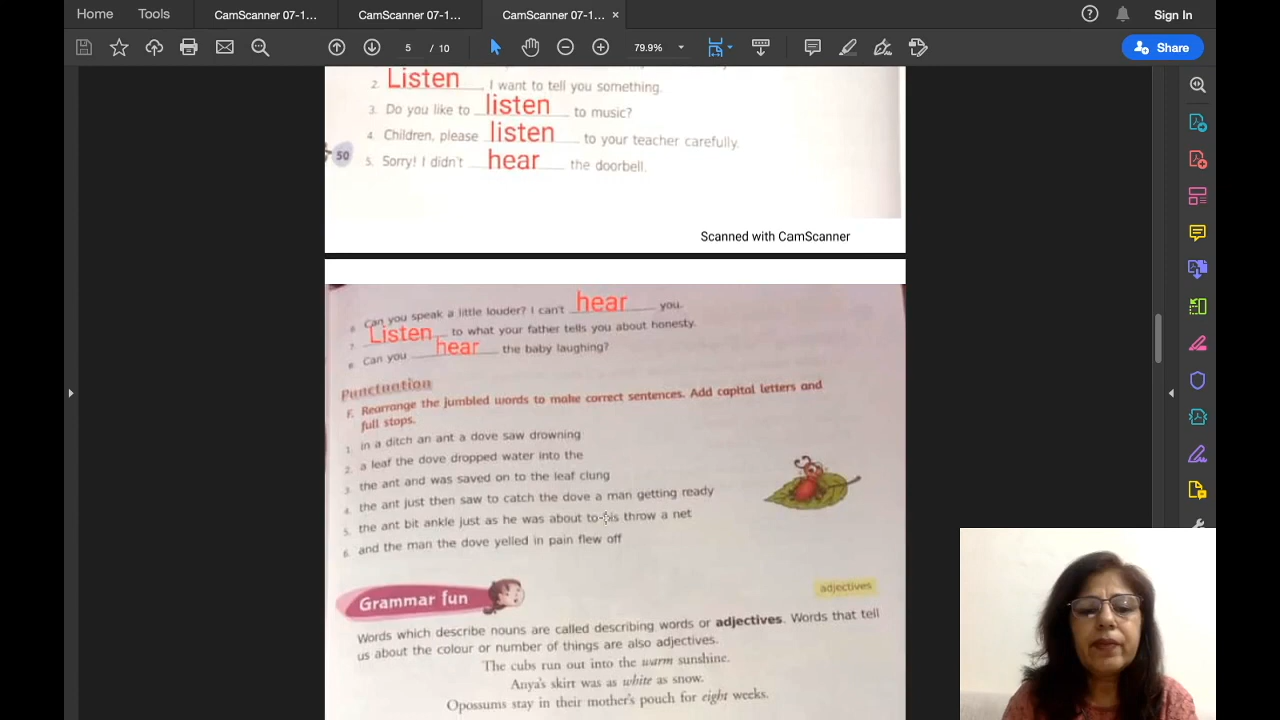 Home Tools CamScanner 07-1... CamScanner 07-1... CamScanner 07-1... × Sign In
5 / 10 79.9% Share
2. Listen , I want to tell you something.
3. Do you like to listen to music?
4. Children, please listen to your teacher carefully.
50 5. Sorry! I didn't hear the doorbell.
Scanned with CamScanner
6 Can you speak a little louder? I can't hear you.
7. Listen to what your father tells you about honesty.
8 Can you hear the baby laughing?
Punctuation
F. Rearrange the jumbled words to make correct sentences. Add capital letters and
full stops.
1. in a ditch an ant a dove saw drowning
2. a leaf the dove dropped water into the
3. the ant and was saved on to the leaf clung
4. the ant just then saw to catch the dove a man getting ready
5. the ant bit ankle just as he was about to his throw a net
6. and the man the dove yelled in pain flew off
Grammar fun
adjectives
Words which describe nouns are called describing words or adjectives. Words that tell
us about the colour or number of things are also adjectives.
The cubs run out into the warm sunshine.
Anya's skirt was as white as snow.
Opossums stay in their mother's pouch for eight weeks.